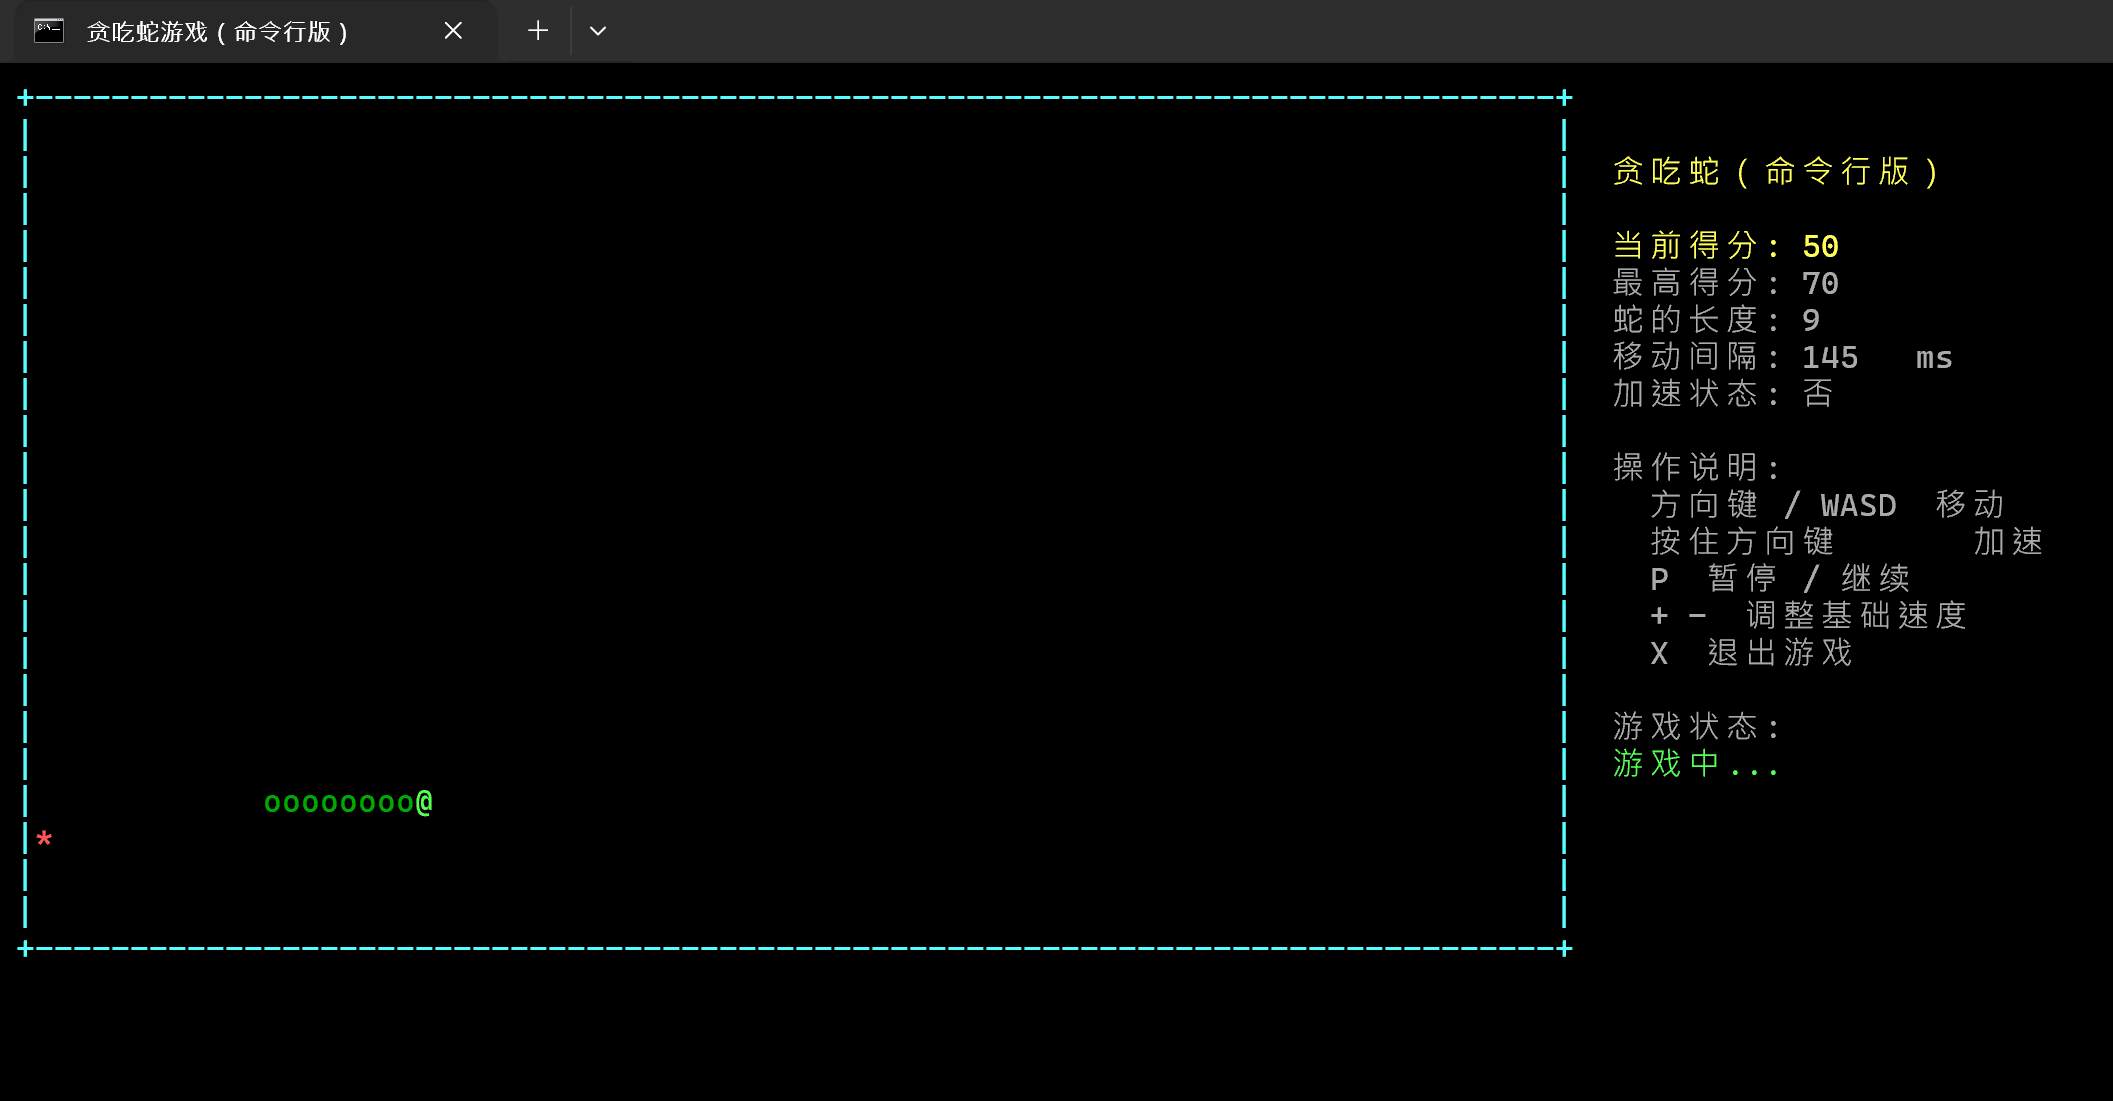 贪吃蛇游戏（命令行版）
+---------------------------------------------------------------------------------+
贪吃蛇（命令行版）
当前得分: 50
最高得分: 70
蛇的长度: 9
移动间隔: 145   ms
加速状态: 否
操作说明:
方向键 / WASD  移动
按住方向键       加速
P  暂停 / 继续
+ -  调整基础速度
X  退出游戏
游戏状态:
游戏中...
oooooooo@
*
+---------------------------------------------------------------------------------+